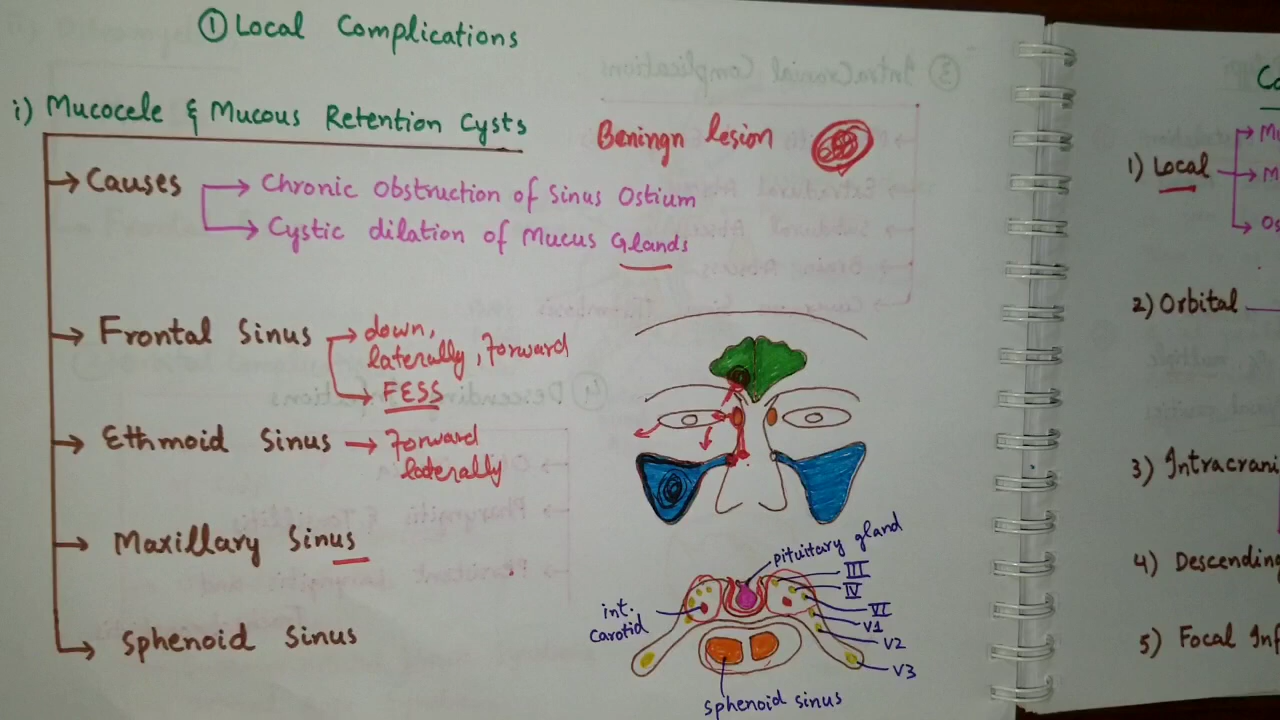 ① Local Complications
i) Mucocele & Mucous Retention Cysts
Beningn lesion
Causes
Chronic Obstruction of Sinus Ostium
Cystic dilation of Mucus Glands
Frontal Sinus
down,
laterally, Forward
FESS
Ethmoid Sinus
Forward
laterally
Maxillary Sinus
Sphenoid Sinus
pituitary gland
III
IV
VI
V1
V2
V3
int.
carotid
sphenoid sinus
1) Local
2) Orbital
3) Intracrani
4) Descending
5) Focal Inf